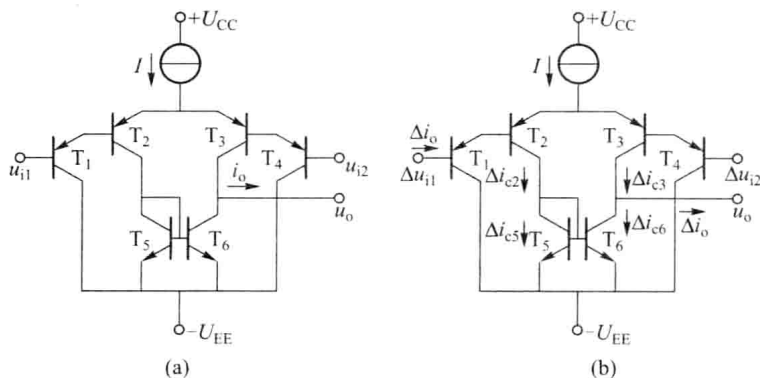 +U_CC
+U_CC
I
I
T_2
T_3
T_2
T_3
Δi_o
T_1
T_4
T_1
T_4
u_i1
u_i2
Δu_i1
Δu_i2
i_o
Δi_c2
Δi_c3
u_o
u_o
T_5
T_6
Δi_c5
T_5
T_6
Δi_c6
Δi_o
-U_EE
-U_EE
(a)
(b)